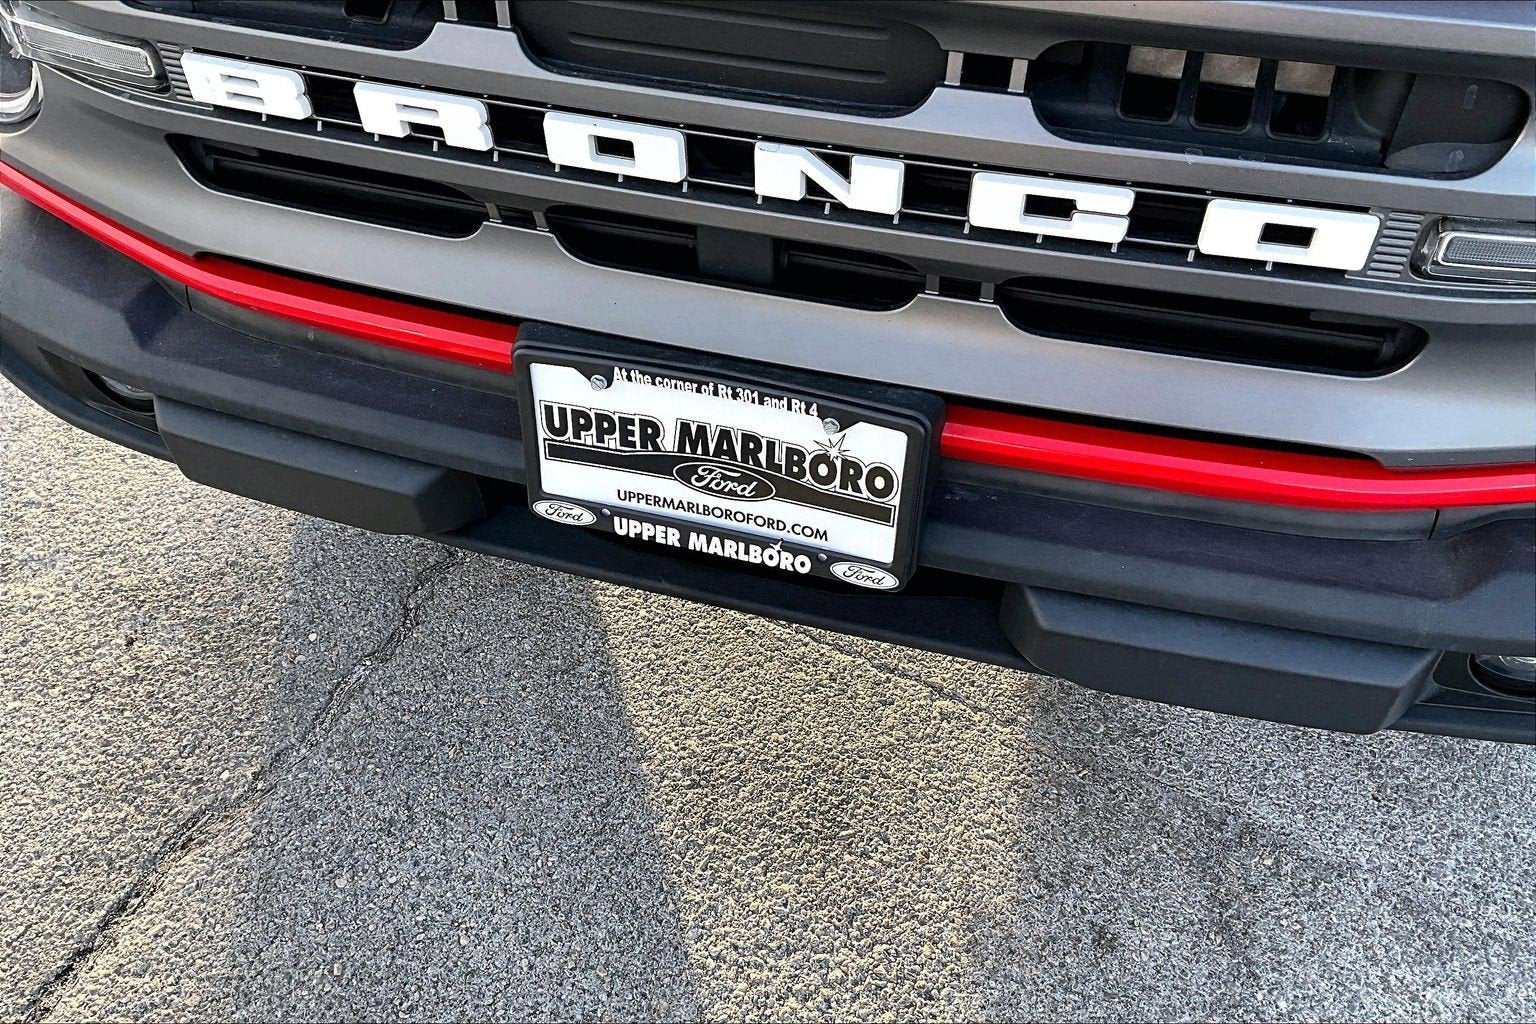 BRONCO
At the corner of Rt 301 and Rt 4
UPPER MARLBORO
Ford
UPPERMARLBOROFORD.COM
Ford UPPER MARLBORO Ford